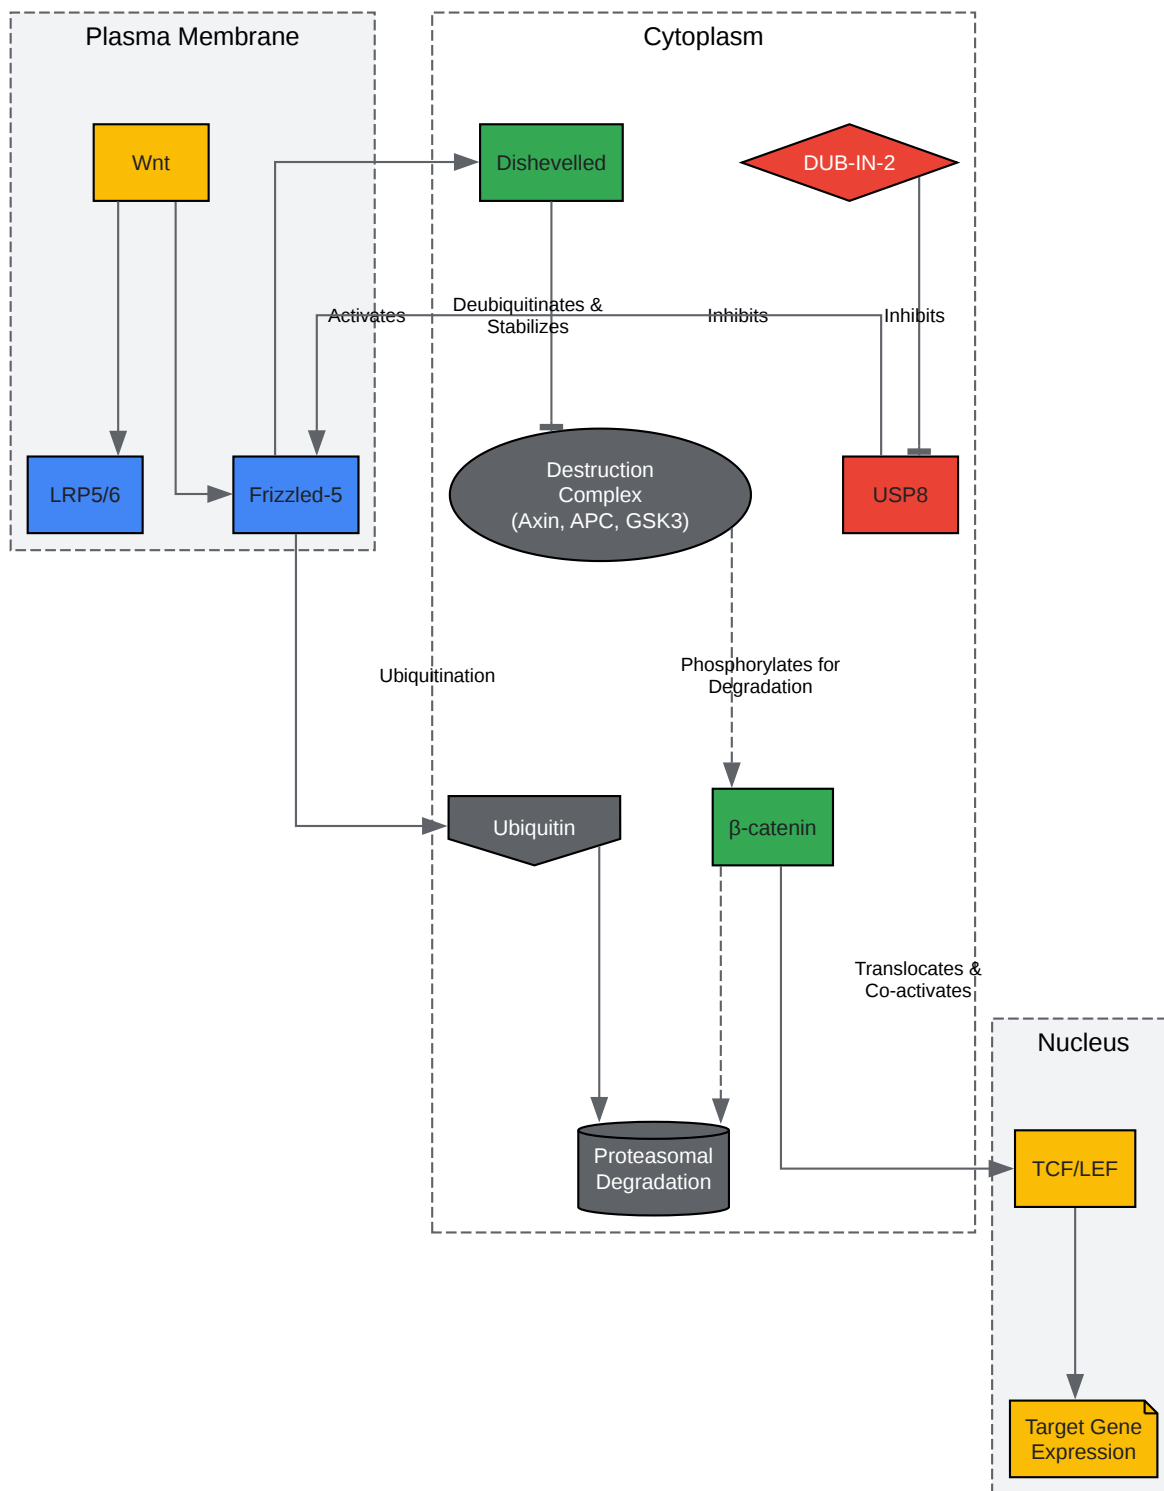 Plasma Membrane
Cytoplasm
Wnt
Dishevelled
DUB-IN-2
Activates
Deubiquitinates &
Stabilizes
Inhibits
Inhibits
LRP5/6
Frizzled-5
Destruction
Complex
(Axin, APC, GSK3)
USP8
Ubiquitination
Phosphorylates for
Degradation
Ubiquitin
β-catenin
Translocates &
Co-activates
Nucleus
Proteasomal
Degradation
TCF/LEF
Target Gene
Expression